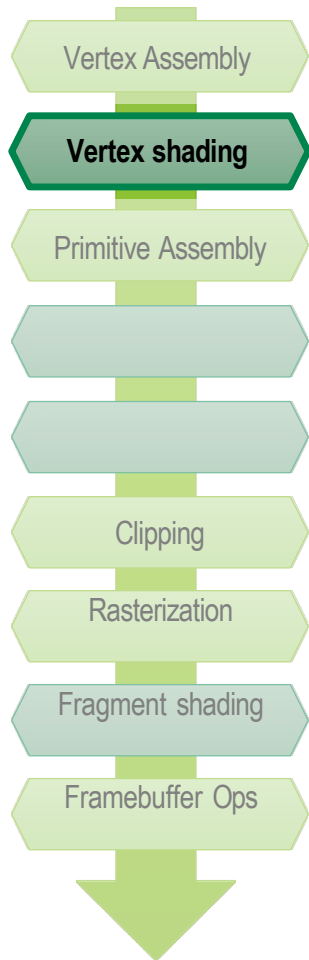 Vertex Assembly
Vertex shading
Primitive Assembly
Clipping
Rasterization
Fragment shading
Framebuffer Ops